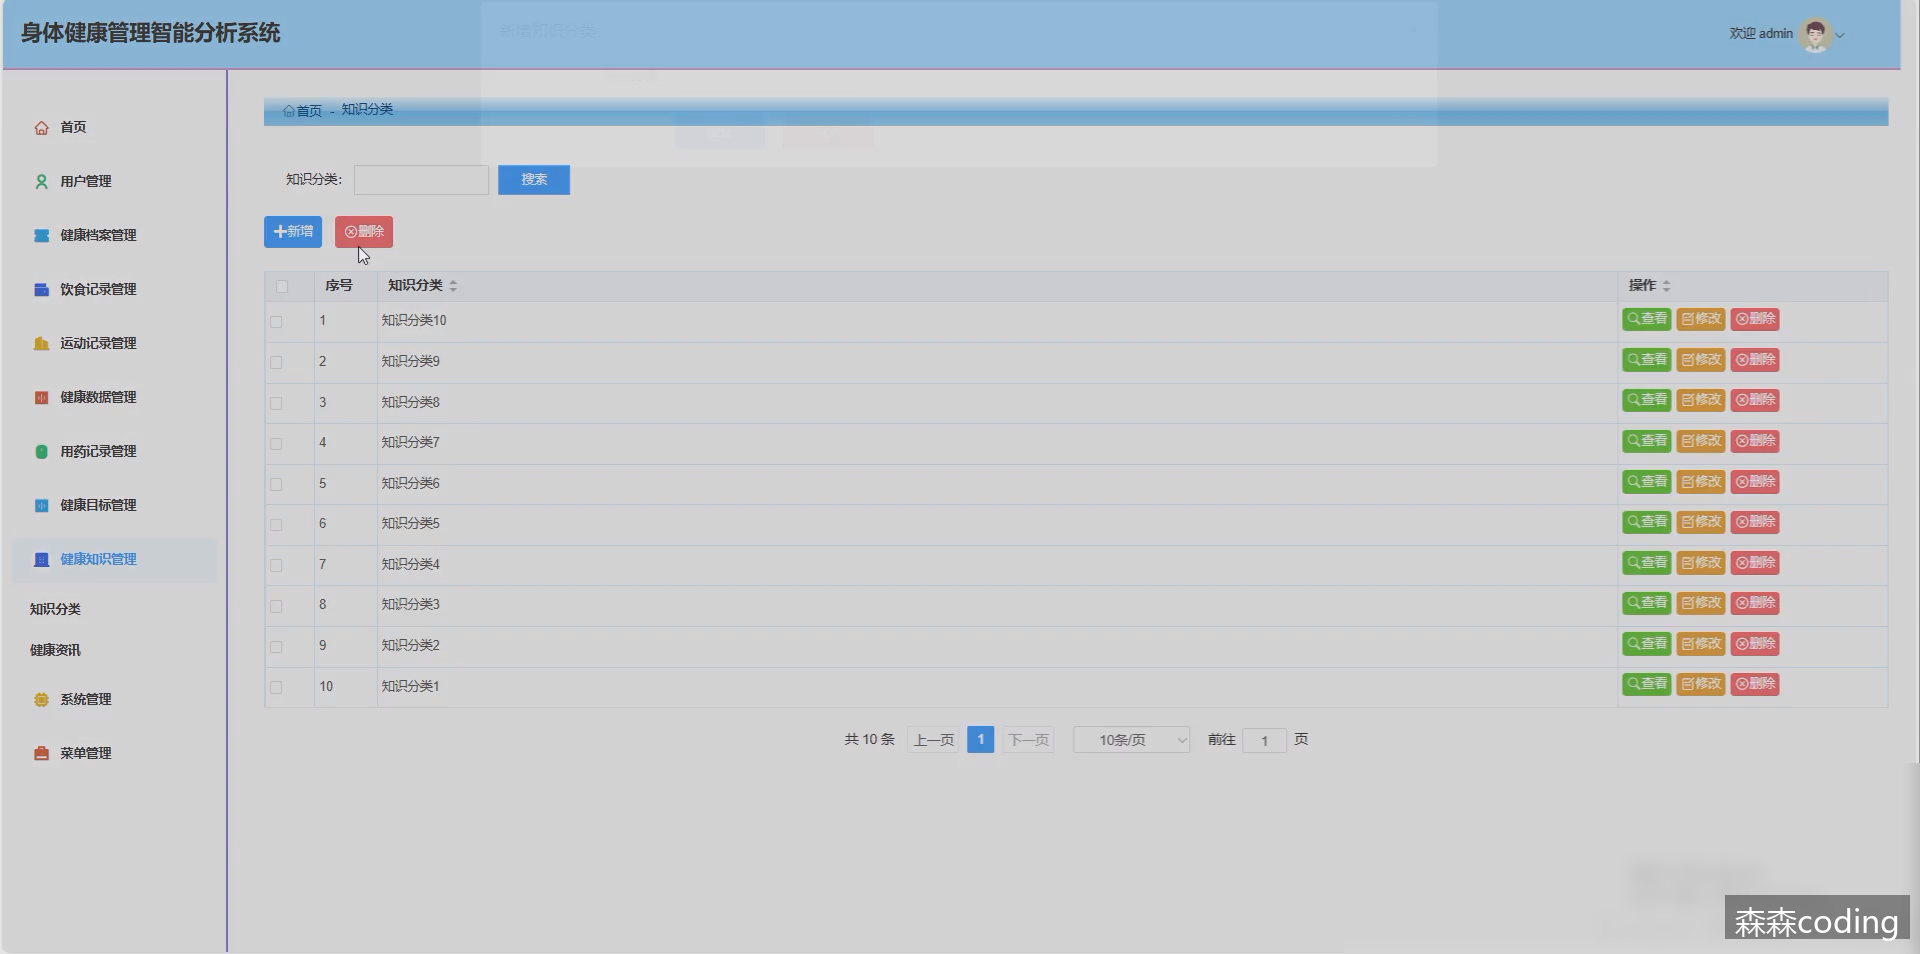 身体健康管理智能分析系统
新增知识分类
欢迎 admin
首页 - 知识分类
首页
用户管理
健康档案管理
饮食记录管理
运动记录管理
健康数据管理
用药记录管理
健康目标管理
健康知识管理
知识分类
健康资讯
系统管理
菜单管理
知识分类: 搜索
新增 删除
序号 知识分类 操作
1 知识分类10 查看 修改 删除
2 知识分类9 查看 修改 删除
3 知识分类8 查看 修改 删除
4 知识分类7 查看 修改 删除
5 知识分类6 查看 修改 删除
6 知识分类5 查看 修改 删除
7 知识分类4 查看 修改 删除
8 知识分类3 查看 修改 删除
9 知识分类2 查看 修改 删除
10 知识分类1 查看 修改 删除
共 10 条 上一页 1 下一页 10条/页 前往 1 页
森森coding